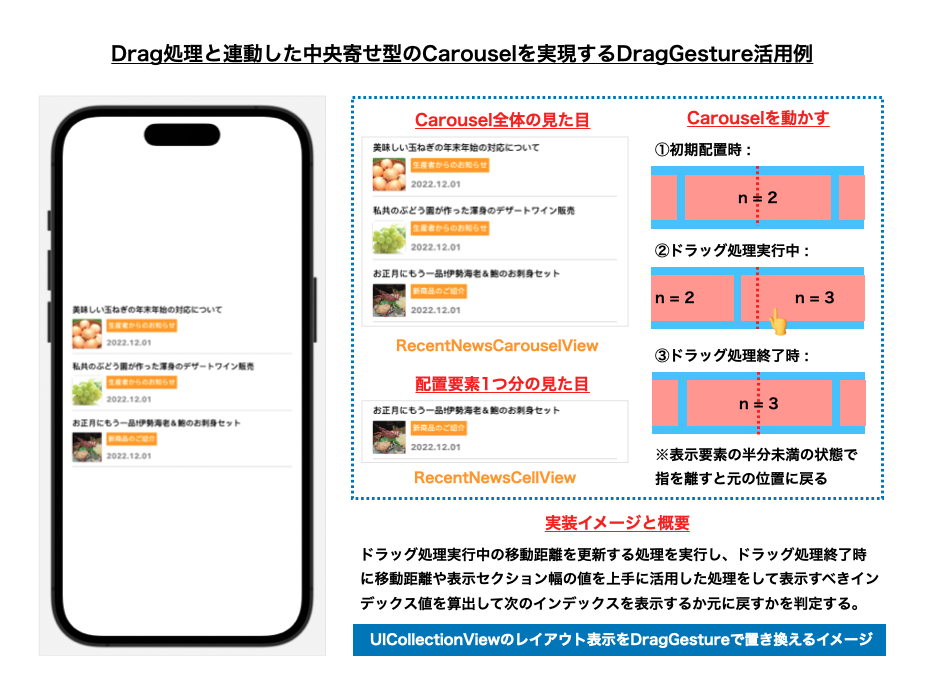 Drag処理と連動した中央寄せ型のCarouselを実現するDragGesture活用例
美味しい玉ねぎの年末年始の対応について
生産者からのお知らせ
2022.12.01
私共のぶどう園が作った渾身のデザートワイン販売
生産者からのお知らせ
2022.12.01
お正月にもう一品!伊勢海老&鮑のお刺身セット
新商品のご紹介
2022.12.01
Carousel全体の見た目
美味しい玉ねぎの年末年始の対応について
生産者からのお知らせ
2022.12.01
私共のぶどう園が作った渾身のデザートワイン販売
生産者からのお知らせ
2022.12.01
お正月にもう一品!伊勢海老&鮑のお刺身セット
新商品のご紹介
2022.12.01
RecentNewsCarouselView
配置要素1つ分の見た目
お正月にもう一品!伊勢海老&鮑のお刺身セット
新商品のご紹介
2022.12.01
RecentNewsCellView
Carouselを動かす
①初期配置時：
n = 2
②ドラッグ処理実行中：
n = 2
n = 3
③ドラッグ処理終了時：
n = 3
※表示要素の半分未満の状態で
指を離すと元の位置に戻る
実装イメージと概要
ドラッグ処理実行中の移動距離を更新する処理を実行し、ドラッグ処理終了時
に移動距離や表示セクション幅の値を上手に活用した処理をして表示すべきイン
デックス値を算出して次のインデックスを表示するか元に戻すかを判定する。
UICollectionViewのレイアウト表示をDragGestureで置き換えるイメージ